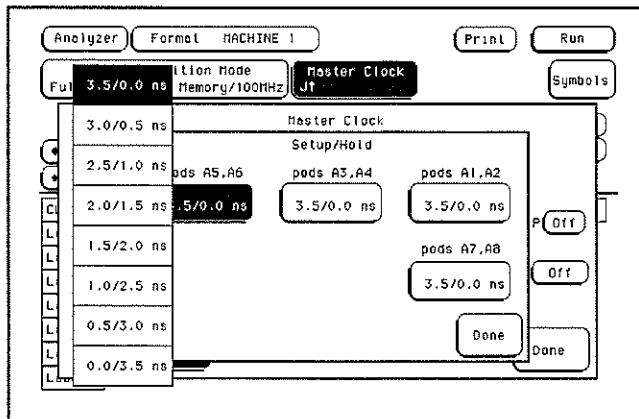 Analyzer Format MACHINE 1 Print Run
ition Mode Master Clock
Ful Memory/100MHz J↑ Symbols
Master Clock
Setup/Hold
ods A5,A6 pods A3,A4 pods A1,A2
.5/0.0 ns 3.5/0.0 ns 3.5/0.0 ns
P Off
pods A7,A8
3.5/0.0 ns Off
Done
Done
3.5/0.0 ns
3.0/0.5 ns
2.5/1.0 ns
2.0/1.5 ns
1.5/2.0 ns
1.0/2.5 ns
0.5/3.0 ns
0.0/3.5 ns